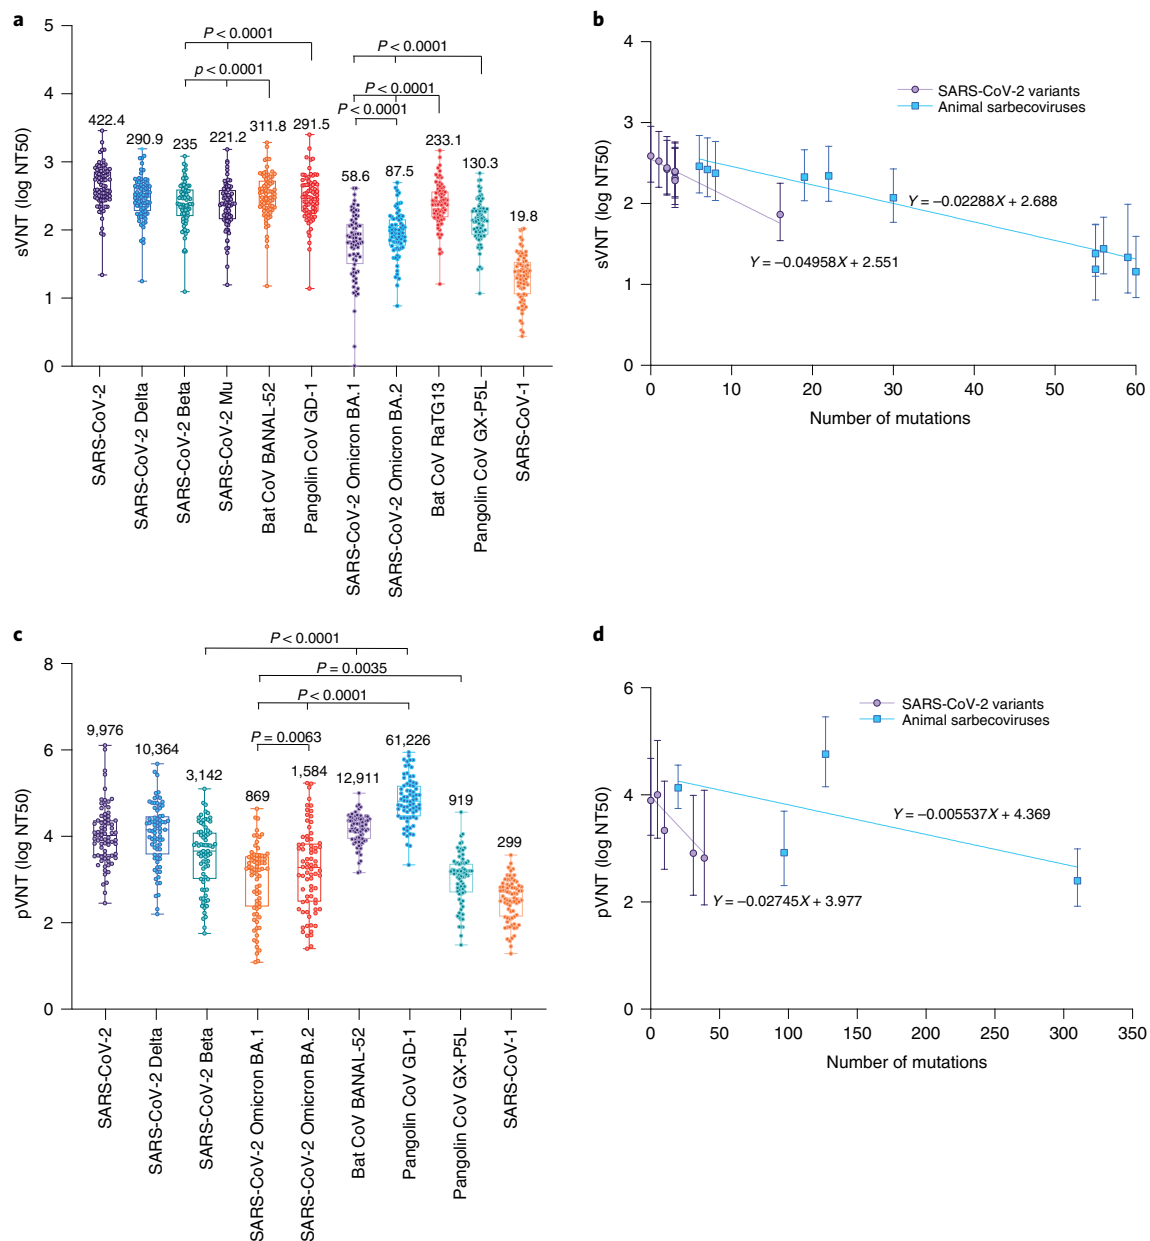 a
sVNT (log NT50)
5
4
3
2
1
0
P < 0.0001
p < 0.0001
P < 0.0001
P < 0.0001
P < 0.0001
422.4
290.9
235
221.2
311.8
291.5
58.6
87.5
233.1
130.3
19.8
SARS-CoV-2
SARS-CoV-2 Delta
SARS-CoV-2 Beta
SARS-CoV-2 Mu
Bat CoV BANAL-52
Pangolin CoV GD-1
SARS-CoV-2 Omicron BA.1
SARS-CoV-2 Omicron BA.2
Bat CoV RaTG13
Pangolin CoV GX-P5L
SARS-CoV-1
b
sVNT (log NT50)
4
3
2
1
0
SARS-CoV-2 variants
Animal sarbecoviruses
Y = –0.02288X + 2.688
Y = –0.04958X + 2.551
0 10 20 30 40 50 60
Number of mutations
c
pVNT (log NT50)
8
6
4
2
0
P < 0.0001
P = 0.0035
P < 0.0001
P = 0.0063
9,976
10,364
3,142
869
1,584
12,911
61,226
919
299
SARS-CoV-2
SARS-CoV-2 Delta
SARS-CoV-2 Beta
SARS-CoV-2 Omicron BA.1
SARS-CoV-2 Omicron BA.2
Bat CoV BANAL-52
Pangolin CoV GD-1
Pangolin CoV GX-P5L
SARS-CoV-1
d
pVNT (log NT50)
6
4
2
0
SARS-CoV-2 variants
Animal sarbecoviruses
Y = –0.005537X + 4.369
Y = –0.02745X + 3.977
0 50 100 150 200 250 300 350
Number of mutations